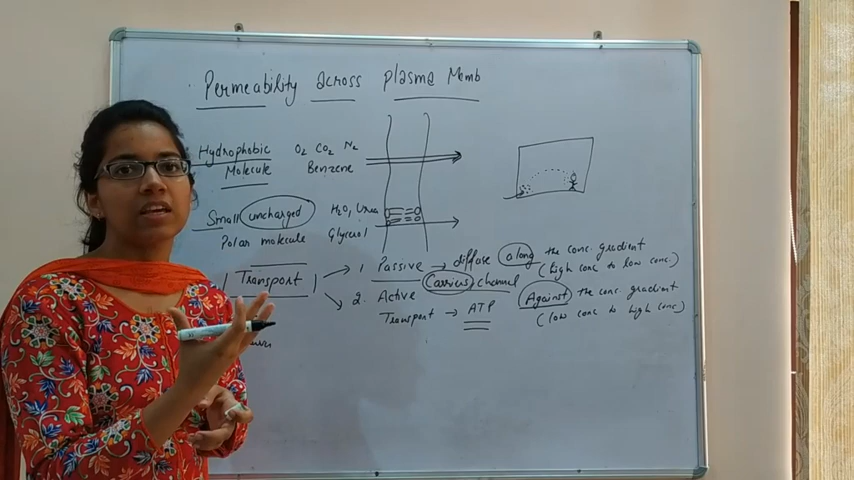 Permeability across plasma Memb
Hydrophobic O2 CO2 N2
Molecule Benzene
Small uncharged H2O, Urea
Polar molecule Glycerol
Transport
1. Passive → diffuse along the conc. gradient
(high conc to low conc.)
Carriers channel
2. Active Against the conc. gradient
Transport → ATP (low conc to high conc)